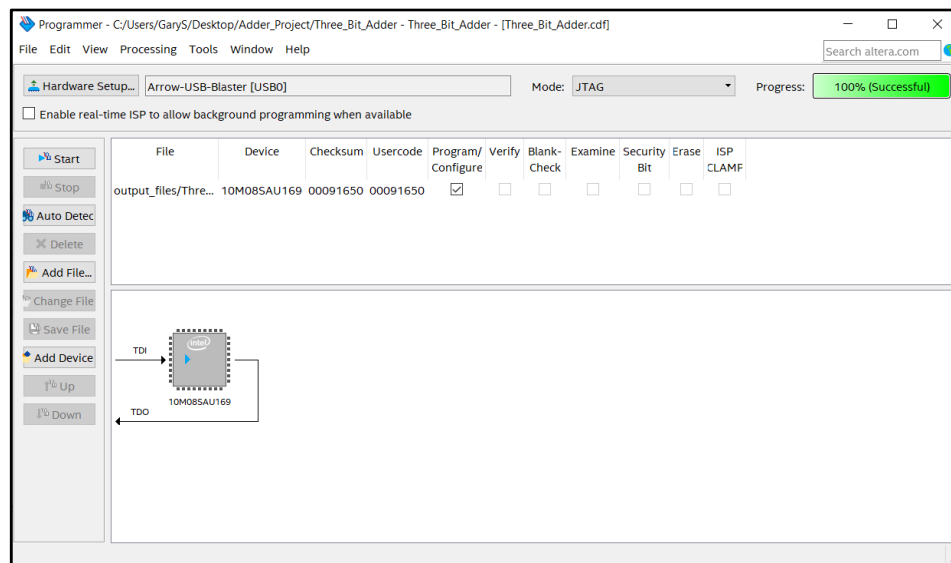 Programmer - C:/Users/GaryS/Desktop/Adder_Project/Three_Bit_Adder - Three_Bit_Adder - [Three_Bit_Adder.cdf]
File Edit View Processing Tools Window Help
Search altera.com
Hardware Setup... Arrow-USB-Blaster [USB0] Mode: JTAG Progress: 100% (Successful)
Enable real-time ISP to allow background programming when available
Start
Stop
Auto Detec
Delete
Add File...
Change File
Save File
Add Device
Up
Down
File Device Checksum Usercode Program/ Verify Blank- Examine Security Erase ISP
Configure Check Bit CLAMF
output_files/Thre... 10M08SAU169 00091650 00091650
intel
TDI
10M08SAU169
TDO